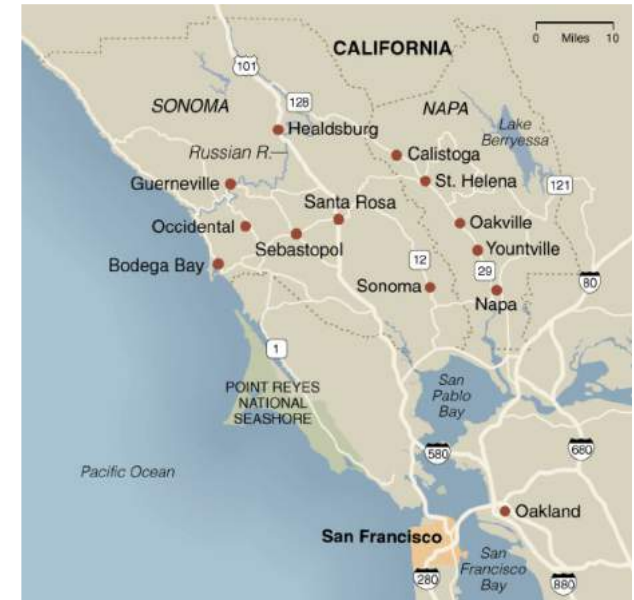 CALIFORNIA
0 Miles 10
101
SONOMA
128
NAPA
Lake
Berryessa
Healdsburg
Russian R.
Calistoga
Guerneville
St. Helena
121
Santa Rosa
Occidental
Oakville
Sebastopol
Yountville
Bodega Bay
12
29
80
Sonoma
Napa
1
San
Pablo
Bay
POINT REYES
NATIONAL
SEASHORE
580
680
Pacific Ocean
Oakland
San Francisco
San
Francisco
Bay
280
880